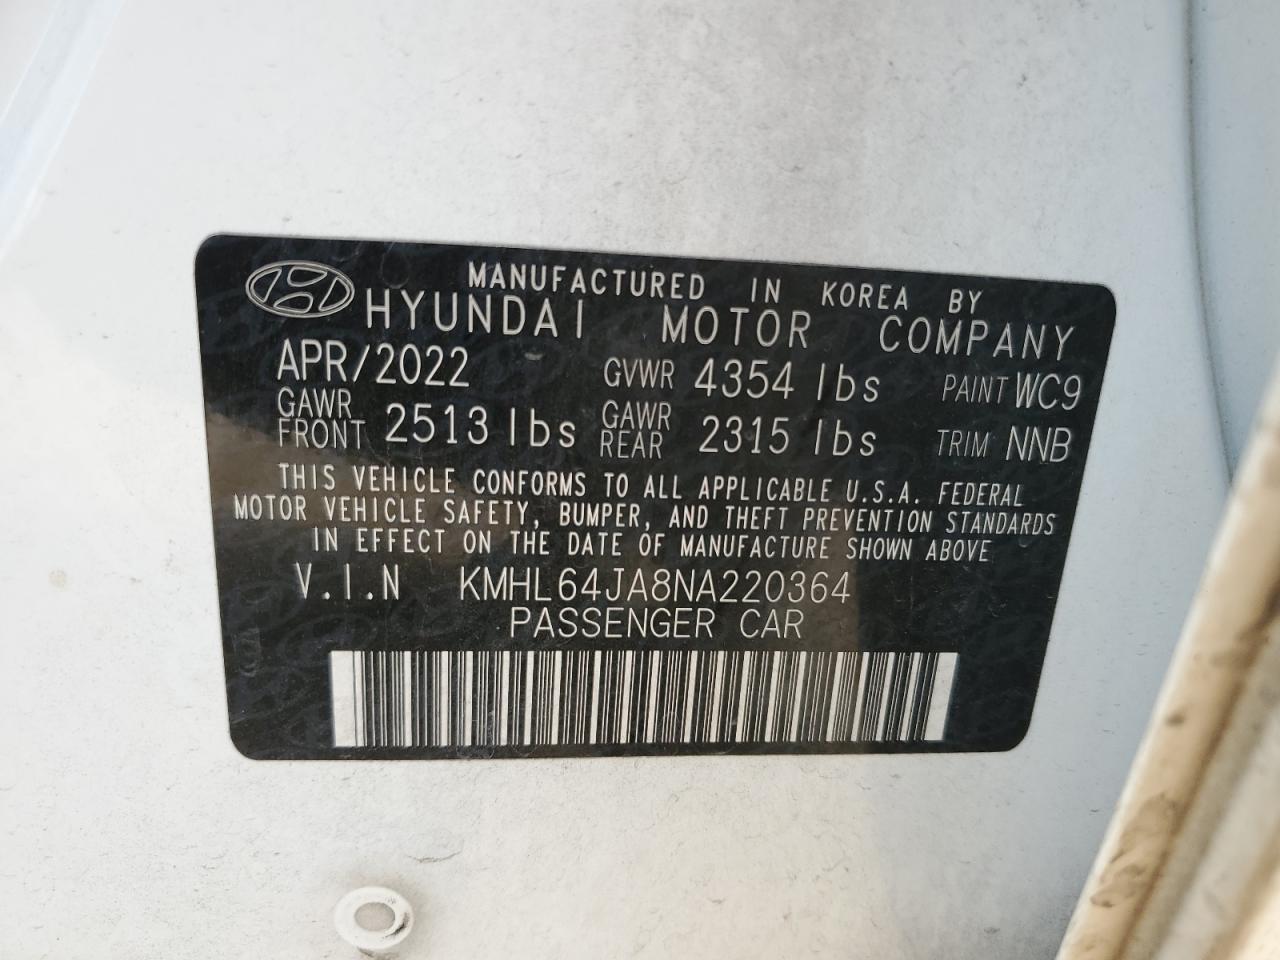 MANUFACTURED IN KOREA BY
HYUNDAI MOTOR COMPANY
APR/2022 GVWR 4354 lbs PAINT WC9
GAWR FRONT 2513 lbs GAWR REAR 2315 lbs TRIM NNB
THIS VEHICLE CONFORMS TO ALL APPLICABLE U.S.A. FEDERAL
MOTOR VEHICLE SAFETY, BUMPER, AND THEFT PREVENTION STANDARDS
IN EFFECT ON THE DATE OF MANUFACTURE SHOWN ABOVE
V.I.N KMHL64JA8NA220364
PASSENGER CAR